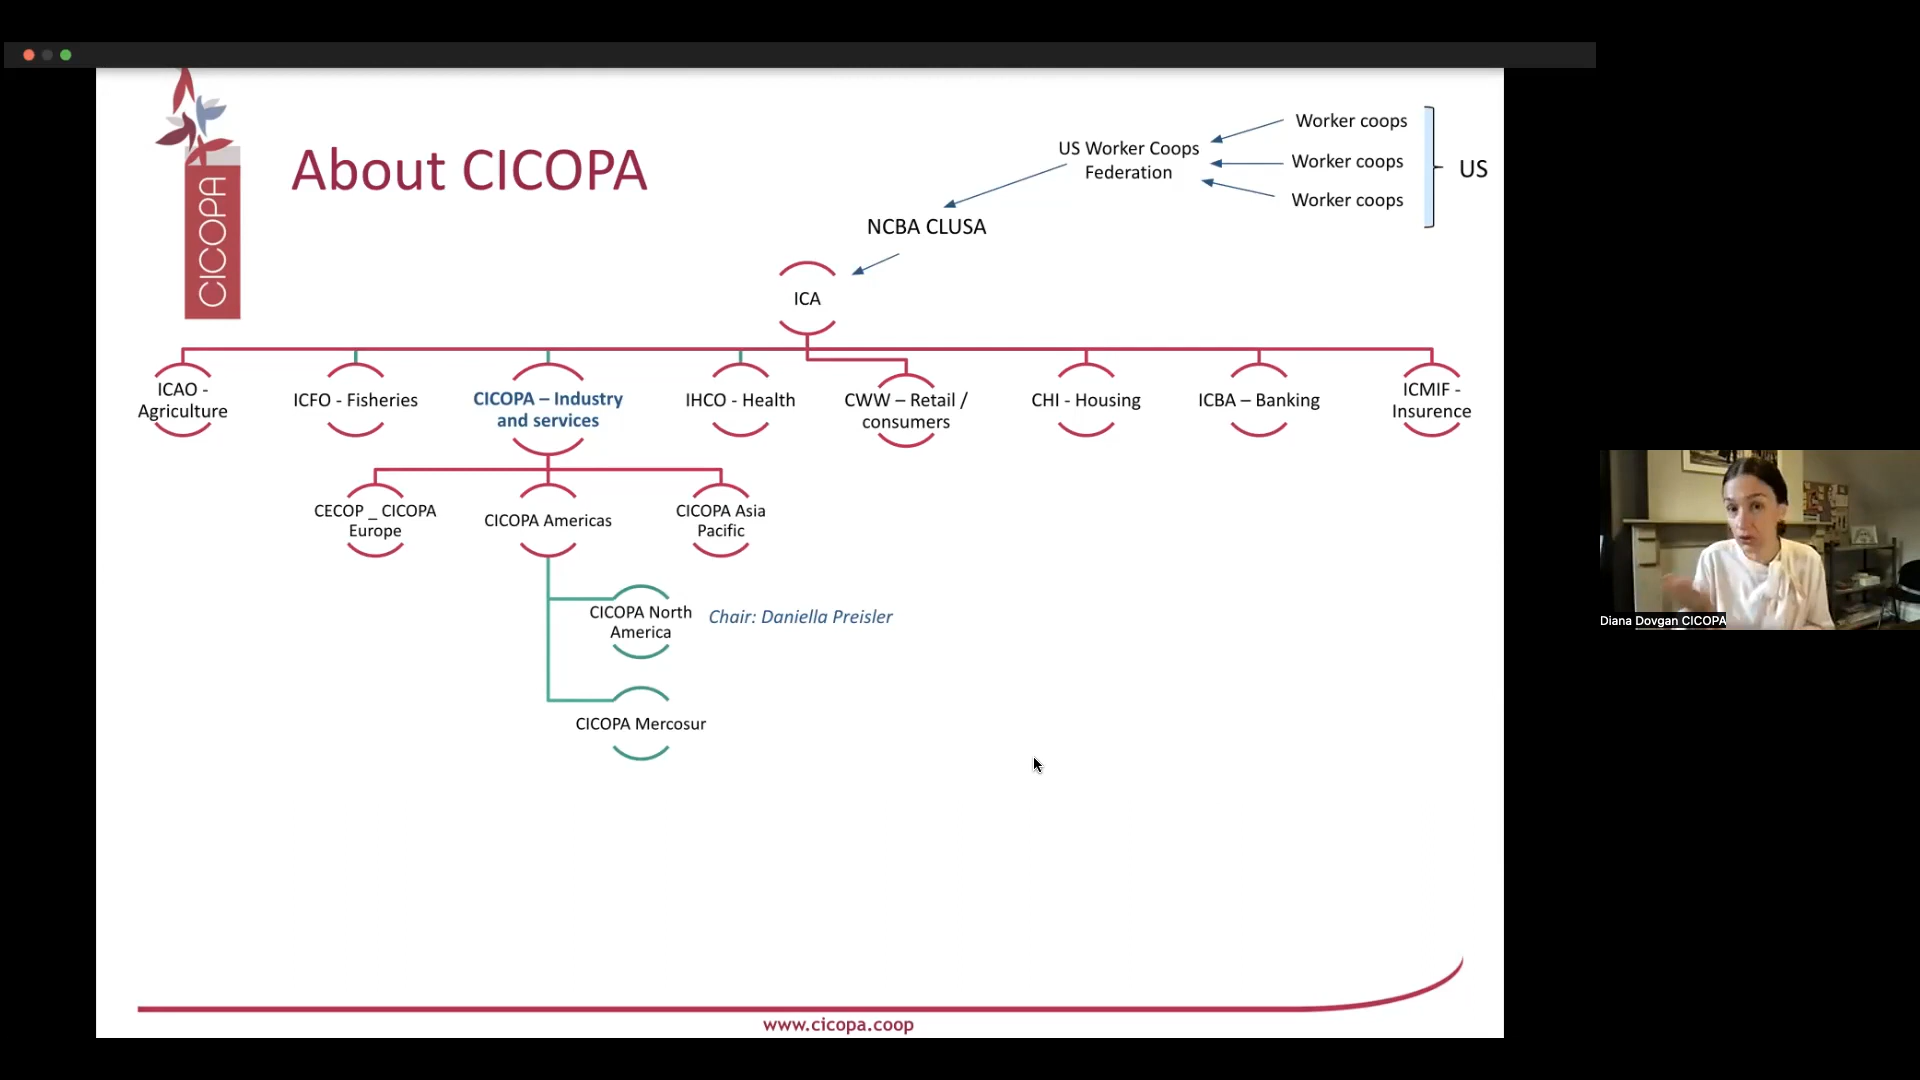 CICOPA
About CICOPA
Worker coops
US Worker Coops
Federation
Worker coops
US
Worker coops
NCBA CLUSA
ICA
ICAO -
Agriculture
ICFO - Fisheries
CICOPA – Industry
and services
IHCO - Health
CWW – Retail /
consumers
CHI - Housing
ICBA – Banking
ICMIF -
Insurence
CECOP _ CICOPA
Europe
CICOPA Americas
CICOPA Asia
Pacific
CICOPA North
America
Chair: Daniella Preisler
CICOPA Mercosur
www.cicopa.coop
Diana Dovgan CICOPA